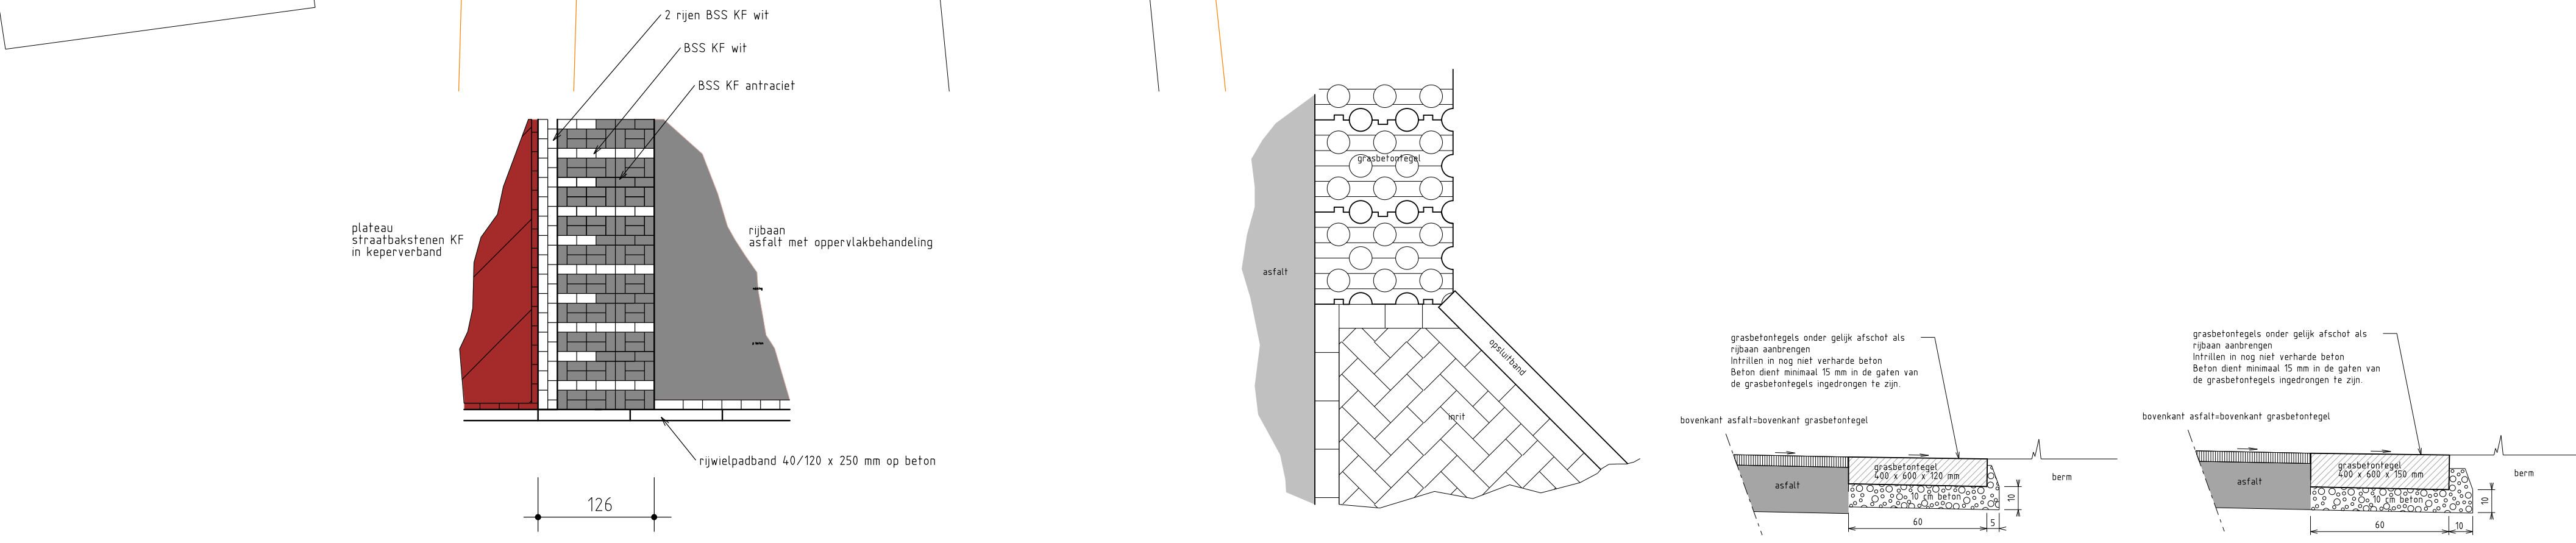 2 rijen BSS KF wit
BSS KF wit
BSS KF antraciet
plateau
straatbakstenen KF
in keperverband
rijbaan
asfalt met oppervlakbehandeling
rijwielpadband 40/120 x 250 mm op beton
126
grasbetontegel
asfalt
opsluitband
inrit
grasbetontegels onder gelijk afschot als
rijbaan aanbrengen
Intrillen in nog niet verharde beton
Beton dient minimaal 15 mm in de gaten van
de grasbetontegels ingedrongen te zijn.
bovenkant asfalt=bovenkant grasbetontegel
grasbetontegel
400 x 600 x 120 mm
asfalt
10 cm beton
berm
10
60
5
grasbetontegels onder gelijk afschot als
rijbaan aanbrengen
Intrillen in nog niet verharde beton
Beton dient minimaal 15 mm in de gaten van
de grasbetontegels ingedrongen te zijn.
bovenkant asfalt=bovenkant grasbetontegel
grasbetontegel
400 x 600 x 150 mm
asfalt
10 cm beton
berm
10
60
10